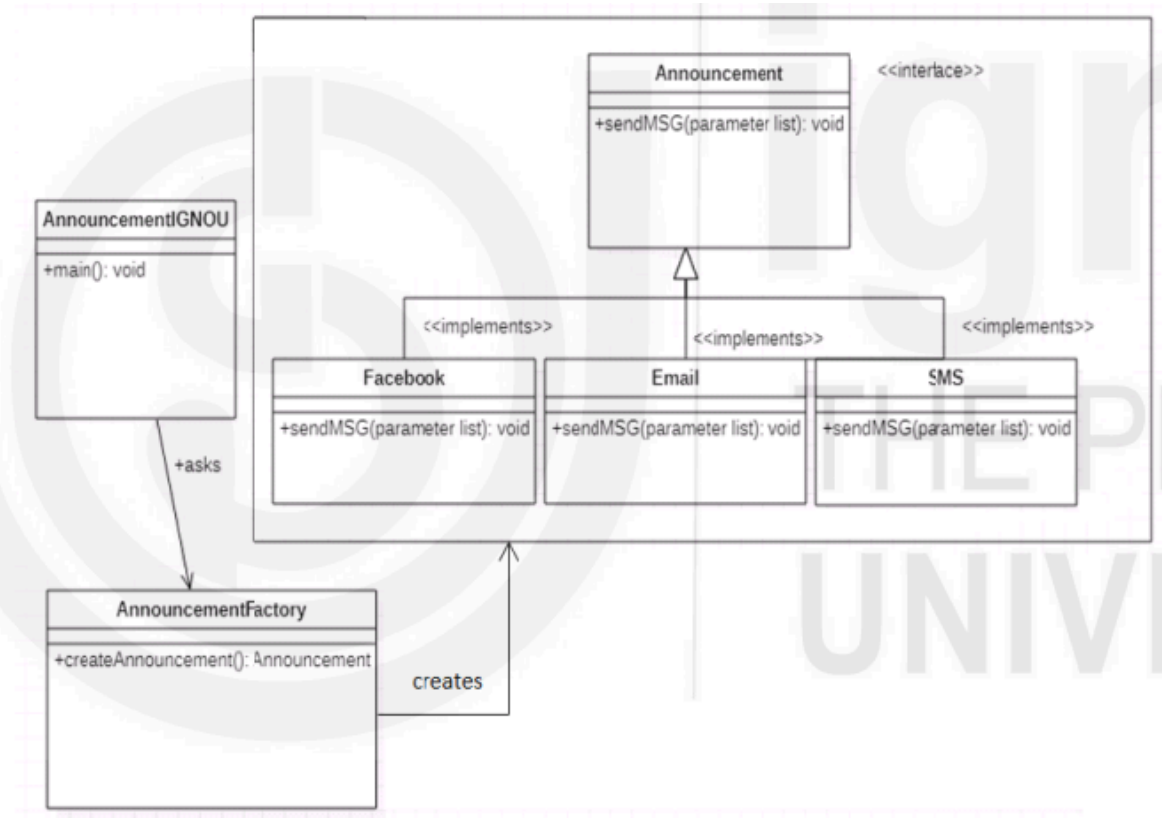 Announcement
<<interface>>
+sendMSG(parameter list): void
AnnouncementIGNOU
+main(): void
<<implements>>
<<implements>>
<<implements>>
Facebook
Email
SMS
+sendMSG(parameter list): void
+sendMSG(parameter list): void
+sendMSG(parameter list): void
+asks
AnnouncementFactory
+createAnnouncement(): Announcement
creates
ig
THE P
UNIV